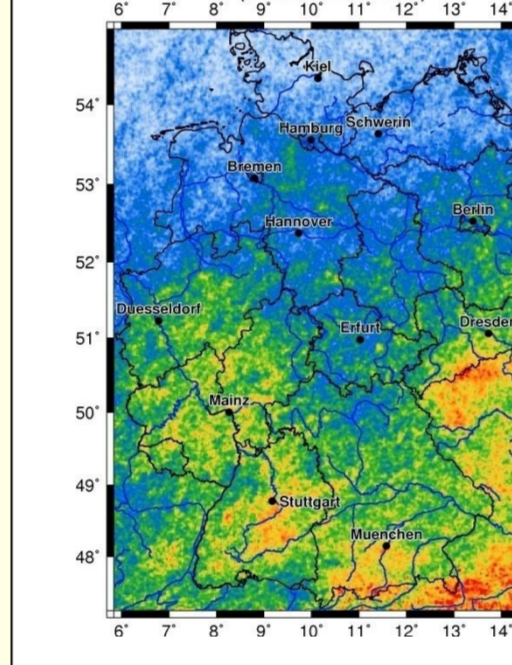 6° 7° 8° 9° 10° 11° 12° 13° 14°
Kiel
54°
Hamburg Schwerin
Bremen
53°
Berlin
Hannover
52°
Duesseldorf
Erfurt Dresden
51°
Mainz
50°
49°
Stuttgart
Muenchen
48°
6° 7° 8° 9° 10° 11° 12° 13° 14°